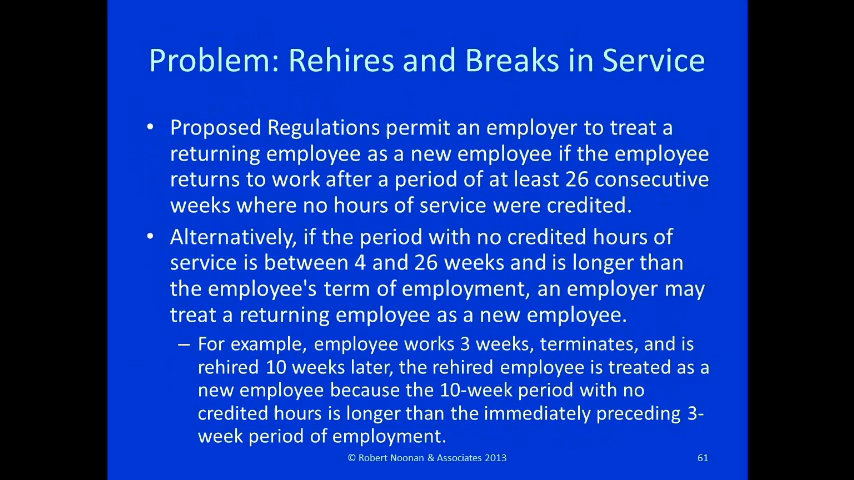 Problem: Rehires and Breaks in Service
• Proposed Regulations permit an employer to treat a
returning employee as a new employee if the employee
returns to work after a period of at least 26 consecutive
weeks where no hours of service were credited.
• Alternatively, if the period with no credited hours of
service is between 4 and 26 weeks and is longer than
the employee's term of employment, an employer may
treat a returning employee as a new employee.
– For example, employee works 3 weeks, terminates, and is
rehired 10 weeks later, the rehired employee is treated as a
new employee because the 10-week period with no
credited hours is longer than the immediately preceding 3-
week period of employment.
© Robert Noonan & Associates 2013 61